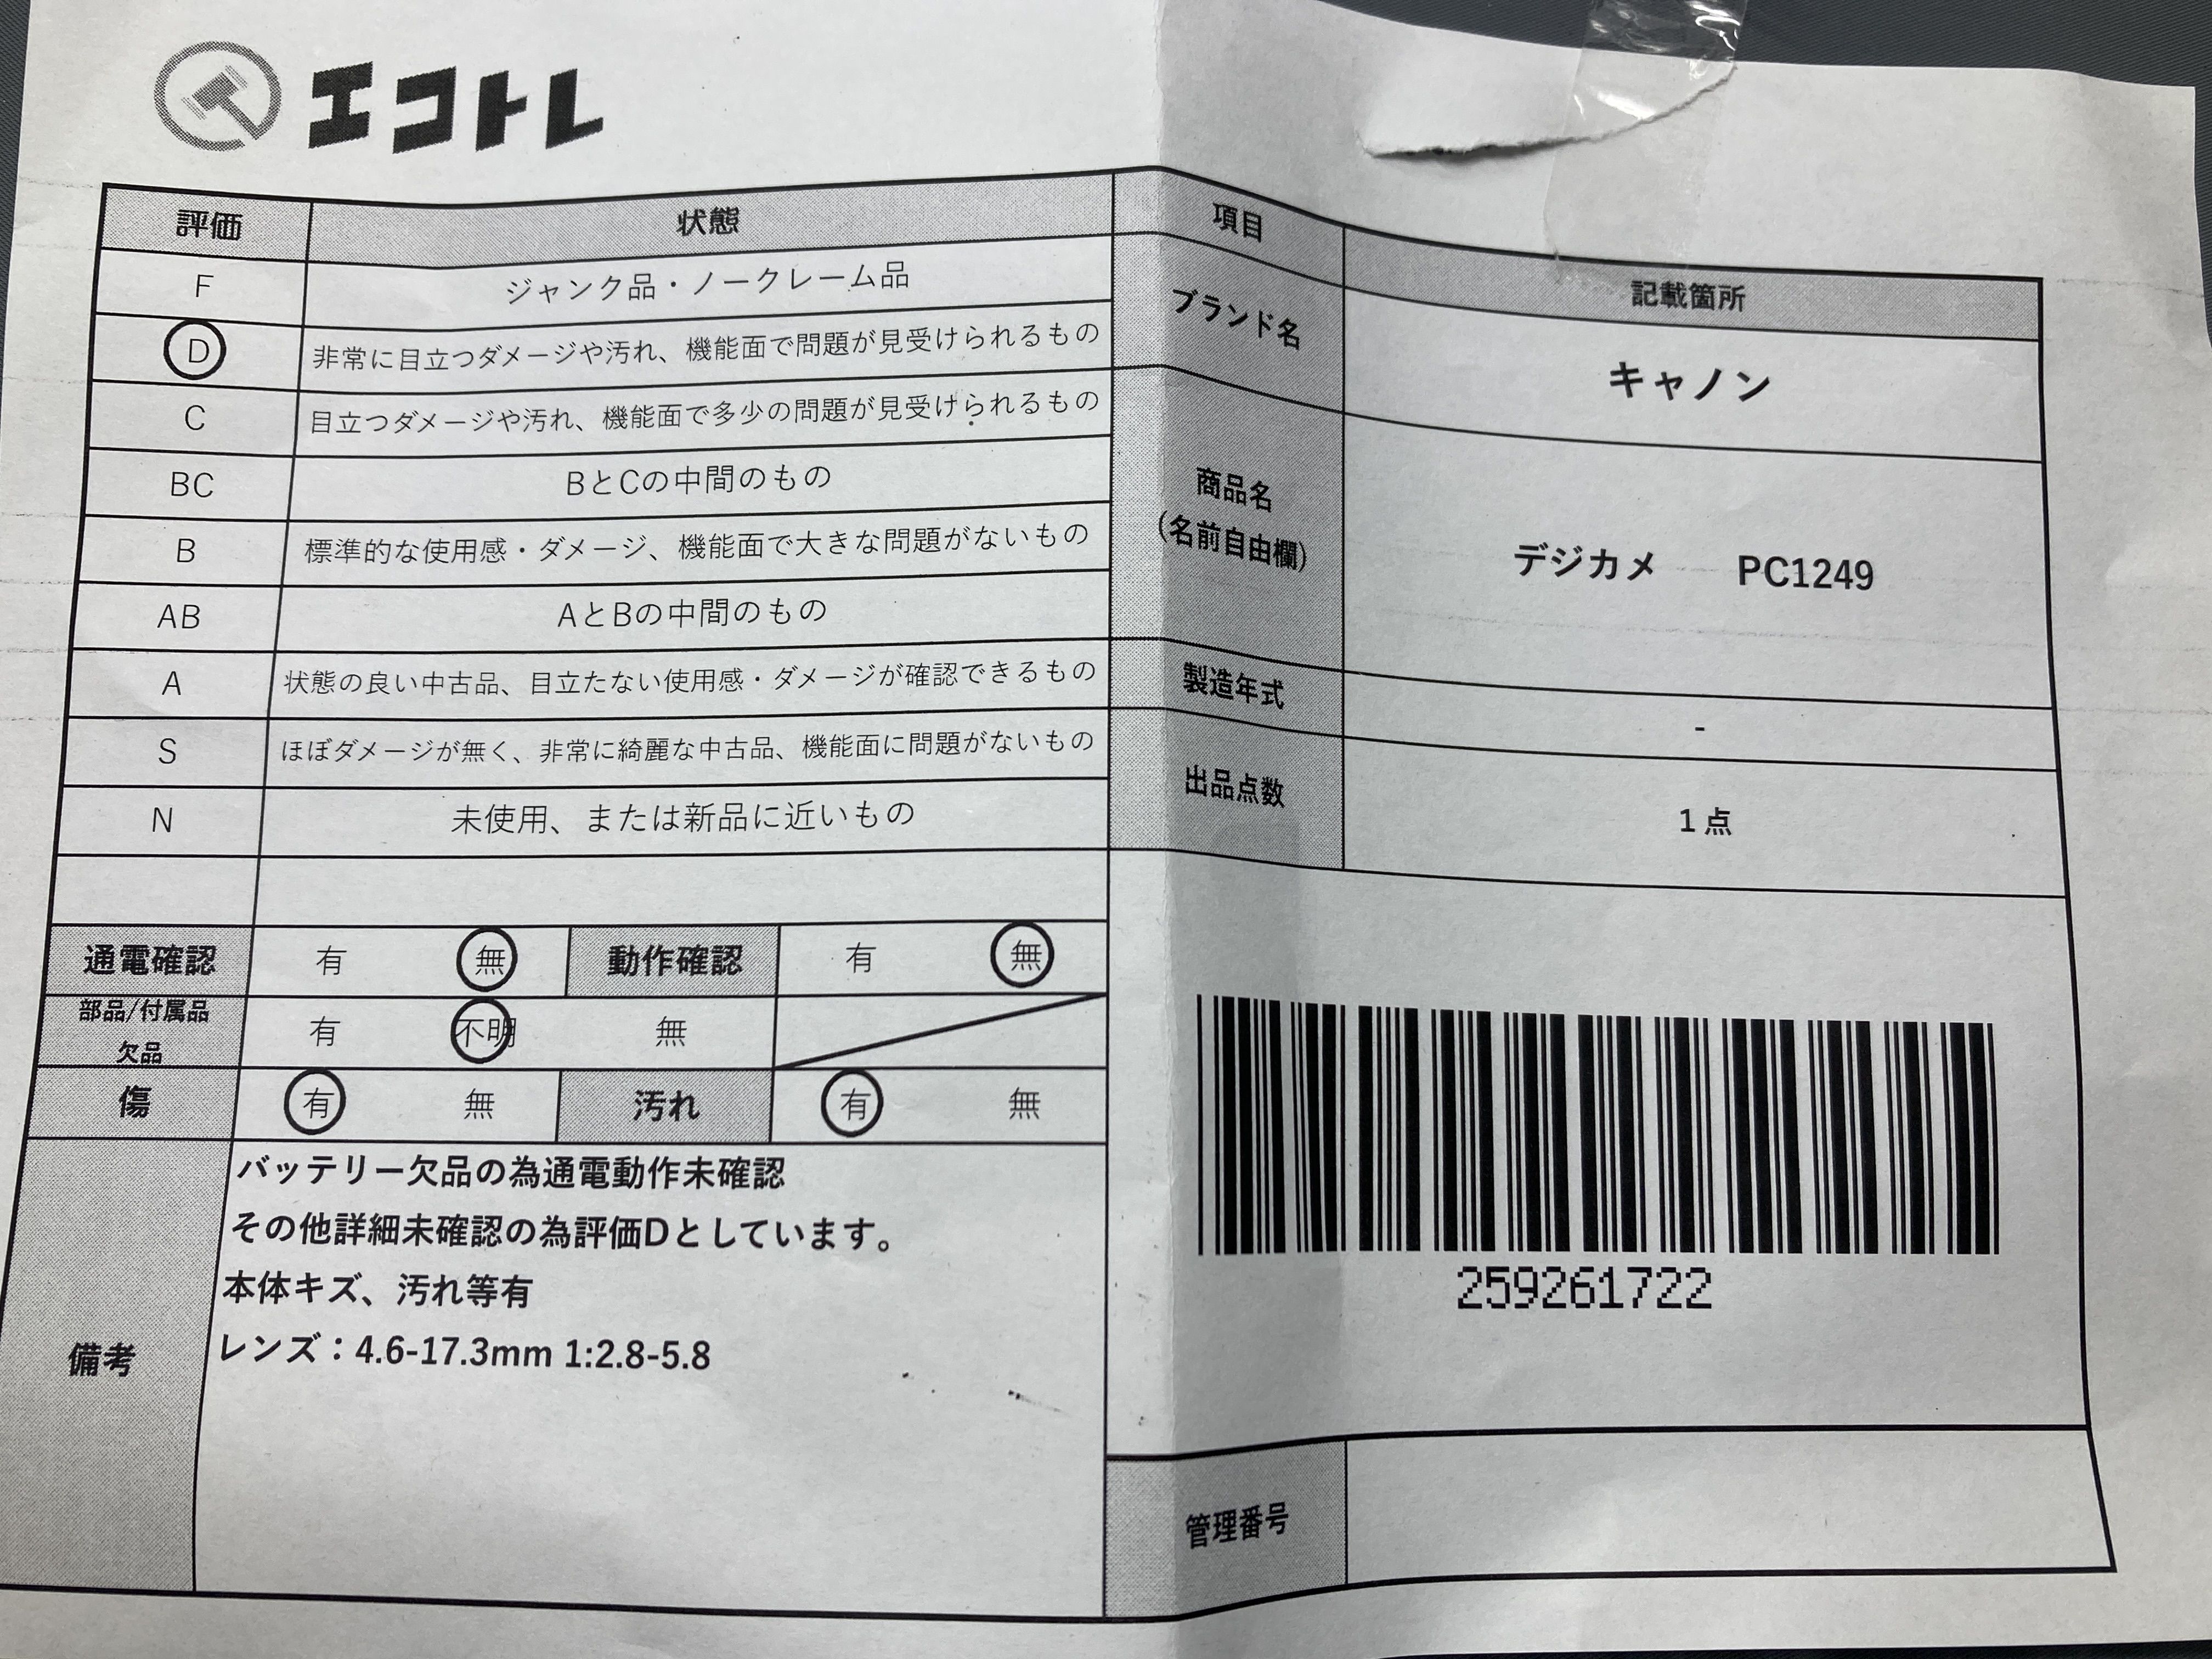 エコトレ
評価 状態
F ジャンク品・ノークレーム品
D 非常に目立つダメージや汚れ、機能面で問題が見受けられるもの
C 目立つダメージや汚れ、機能面で多少の問題が見受けられるもの
BC BとCの中間のもの
B 標準的な使用感・ダメージ、機能面で大きな問題がないもの
AB AとBの中間のもの
A 状態の良い中古品、目立たない使用感・ダメージが確認できるもの
S ほぼダメージが無く、非常に綺麗な中古品、機能面に問題がないもの
N 未使用、または新品に近いもの
通電確認 有 無 動作確認 有 無
部品/付属品
欠品 有 不明 無
傷 有 無 汚れ 有 無
備考
バッテリー欠品の為通電動作未確認
その他詳細未確認の為評価Dとしています。
本体キズ、汚れ等有
レンズ：4.6-17.3mm 1:2.8-5.8
項目 記載箇所
ブランド名 キャノン
商品名
(名前自由欄) デジカメ PC1249
製造年式 -
出品点数 1点
259261722
管理番号